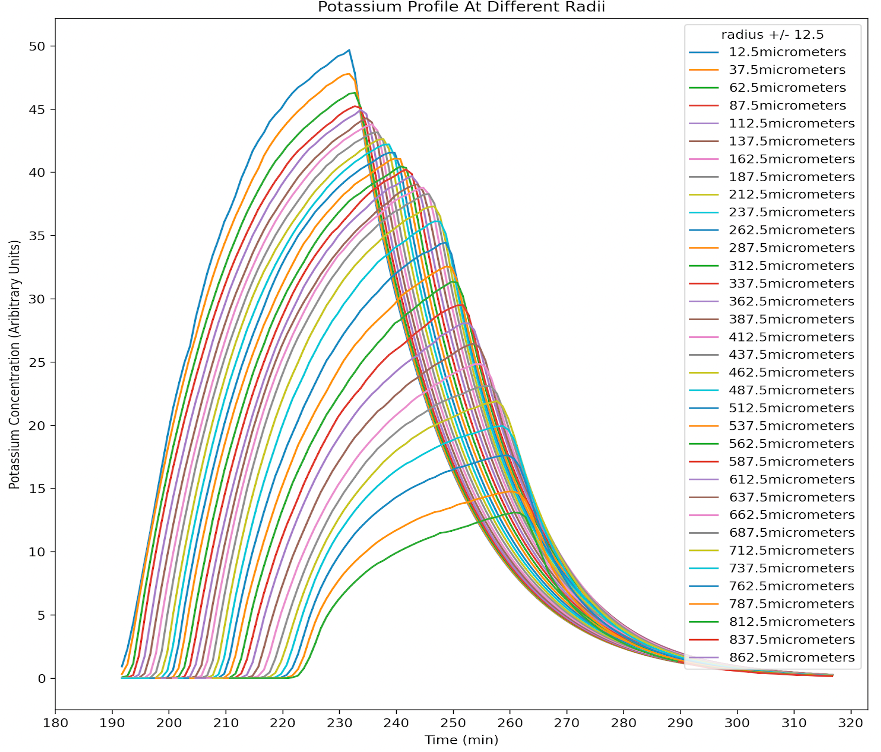 Potassium Profile At Different Radii
radius +/- 12.5
12.5micrometers
37.5micrometers
62.5micrometers
87.5micrometers
112.5micrometers
137.5micrometers
162.5micrometers
187.5micrometers
212.5micrometers
237.5micrometers
262.5micrometers
287.5micrometers
312.5micrometers
337.5micrometers
362.5micrometers
387.5micrometers
412.5micrometers
437.5micrometers
462.5micrometers
487.5micrometers
512.5micrometers
537.5micrometers
562.5micrometers
587.5micrometers
612.5micrometers
637.5micrometers
662.5micrometers
687.5micrometers
712.5micrometers
737.5micrometers
762.5micrometers
787.5micrometers
812.5micrometers
837.5micrometers
862.5micrometers
Potassium Concentration (Aribitrary Units)
50
45
40
35
30
25
20
15
10
5
0
180 190 200 210 220 230 240 250 260 270 280 290 300 310 320
Time (min)